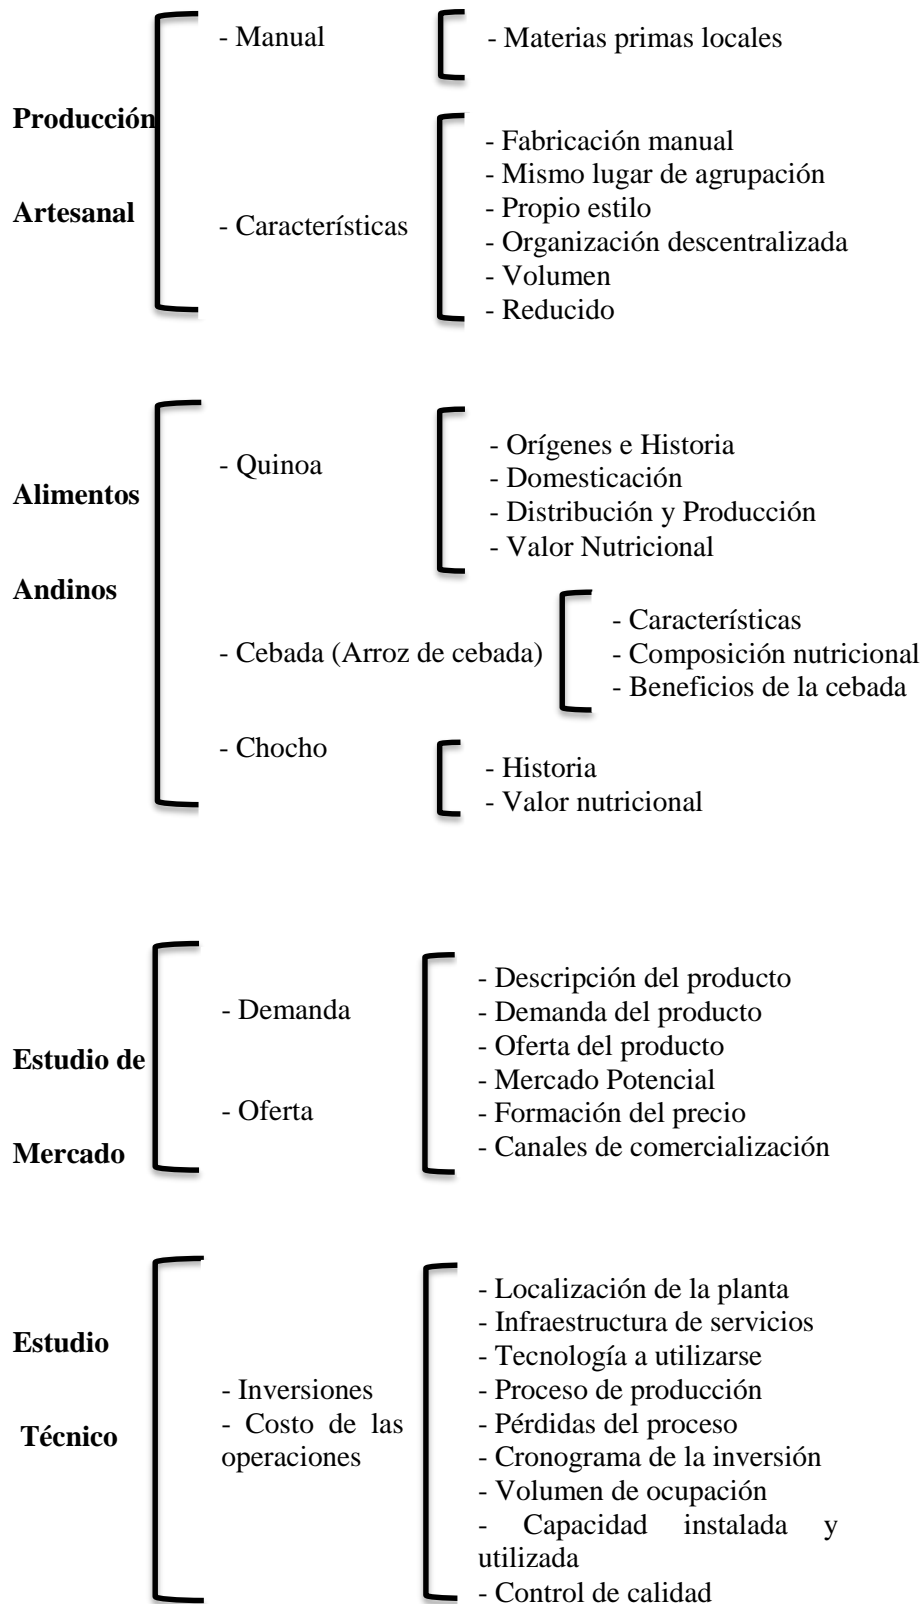 Producción
Artesanal
- Manual
- Materias primas locales
- Características
- Fabricación manual
- Mismo lugar de agrupación
- Propio estilo
- Organización descentralizada
- Volumen
- Reducido
Alimentos
Andinos
- Quinoa
- Orígenes e Historia
- Domesticación
- Distribución y Producción
- Valor Nutricional
- Cebada (Arroz de cebada)
- Características
- Composición nutricional
- Beneficios de la cebada
- Chocho
- Historia
- Valor nutricional
Estudio de
Mercado
- Demanda
- Oferta
- Descripción del producto
- Demanda del producto
- Oferta del producto
- Mercado Potencial
- Formación del precio
- Canales de comercialización
Estudio
Técnico
- Inversiones
- Costo de las
operaciones
- Localización de la planta
- Infraestructura de servicios
- Tecnología a utilizarse
- Proceso de producción
- Pérdidas del proceso
- Cronograma de la inversión
- Volumen de ocupación
- Capacidad instalada y
utilizada
- Control de calidad